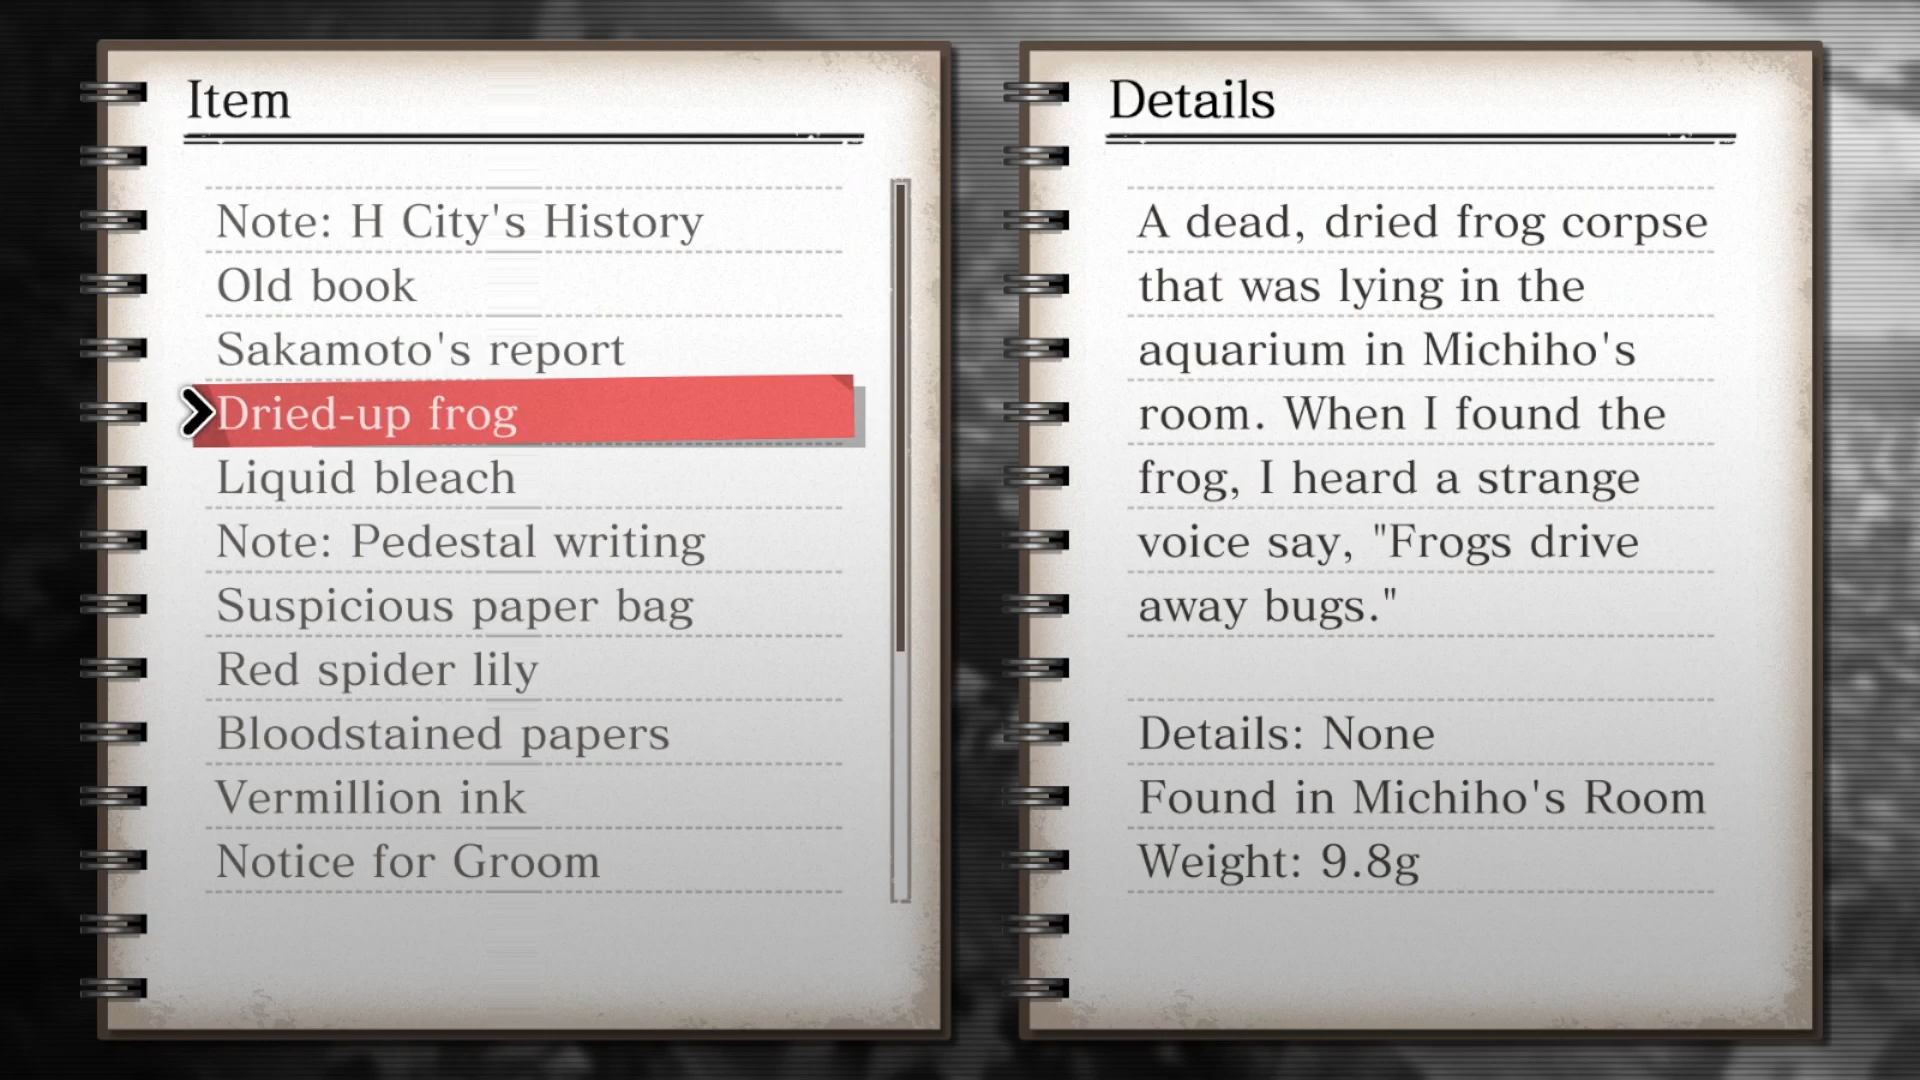 Item
Note: H City's History
Old book
Sakamoto's report
Dried-up frog
Liquid bleach
Note: Pedestal writing
Suspicious paper bag
Red spider lily
Bloodstained papers
Vermillion ink
Notice for Groom
Details
A dead, dried frog corpse
that was lying in the
aquarium in Michiho's
room. When I found the
frog, I heard a strange
voice say, "Frogs drive
away bugs."
Details: None
Found in Michiho's Room
Weight: 9.8g